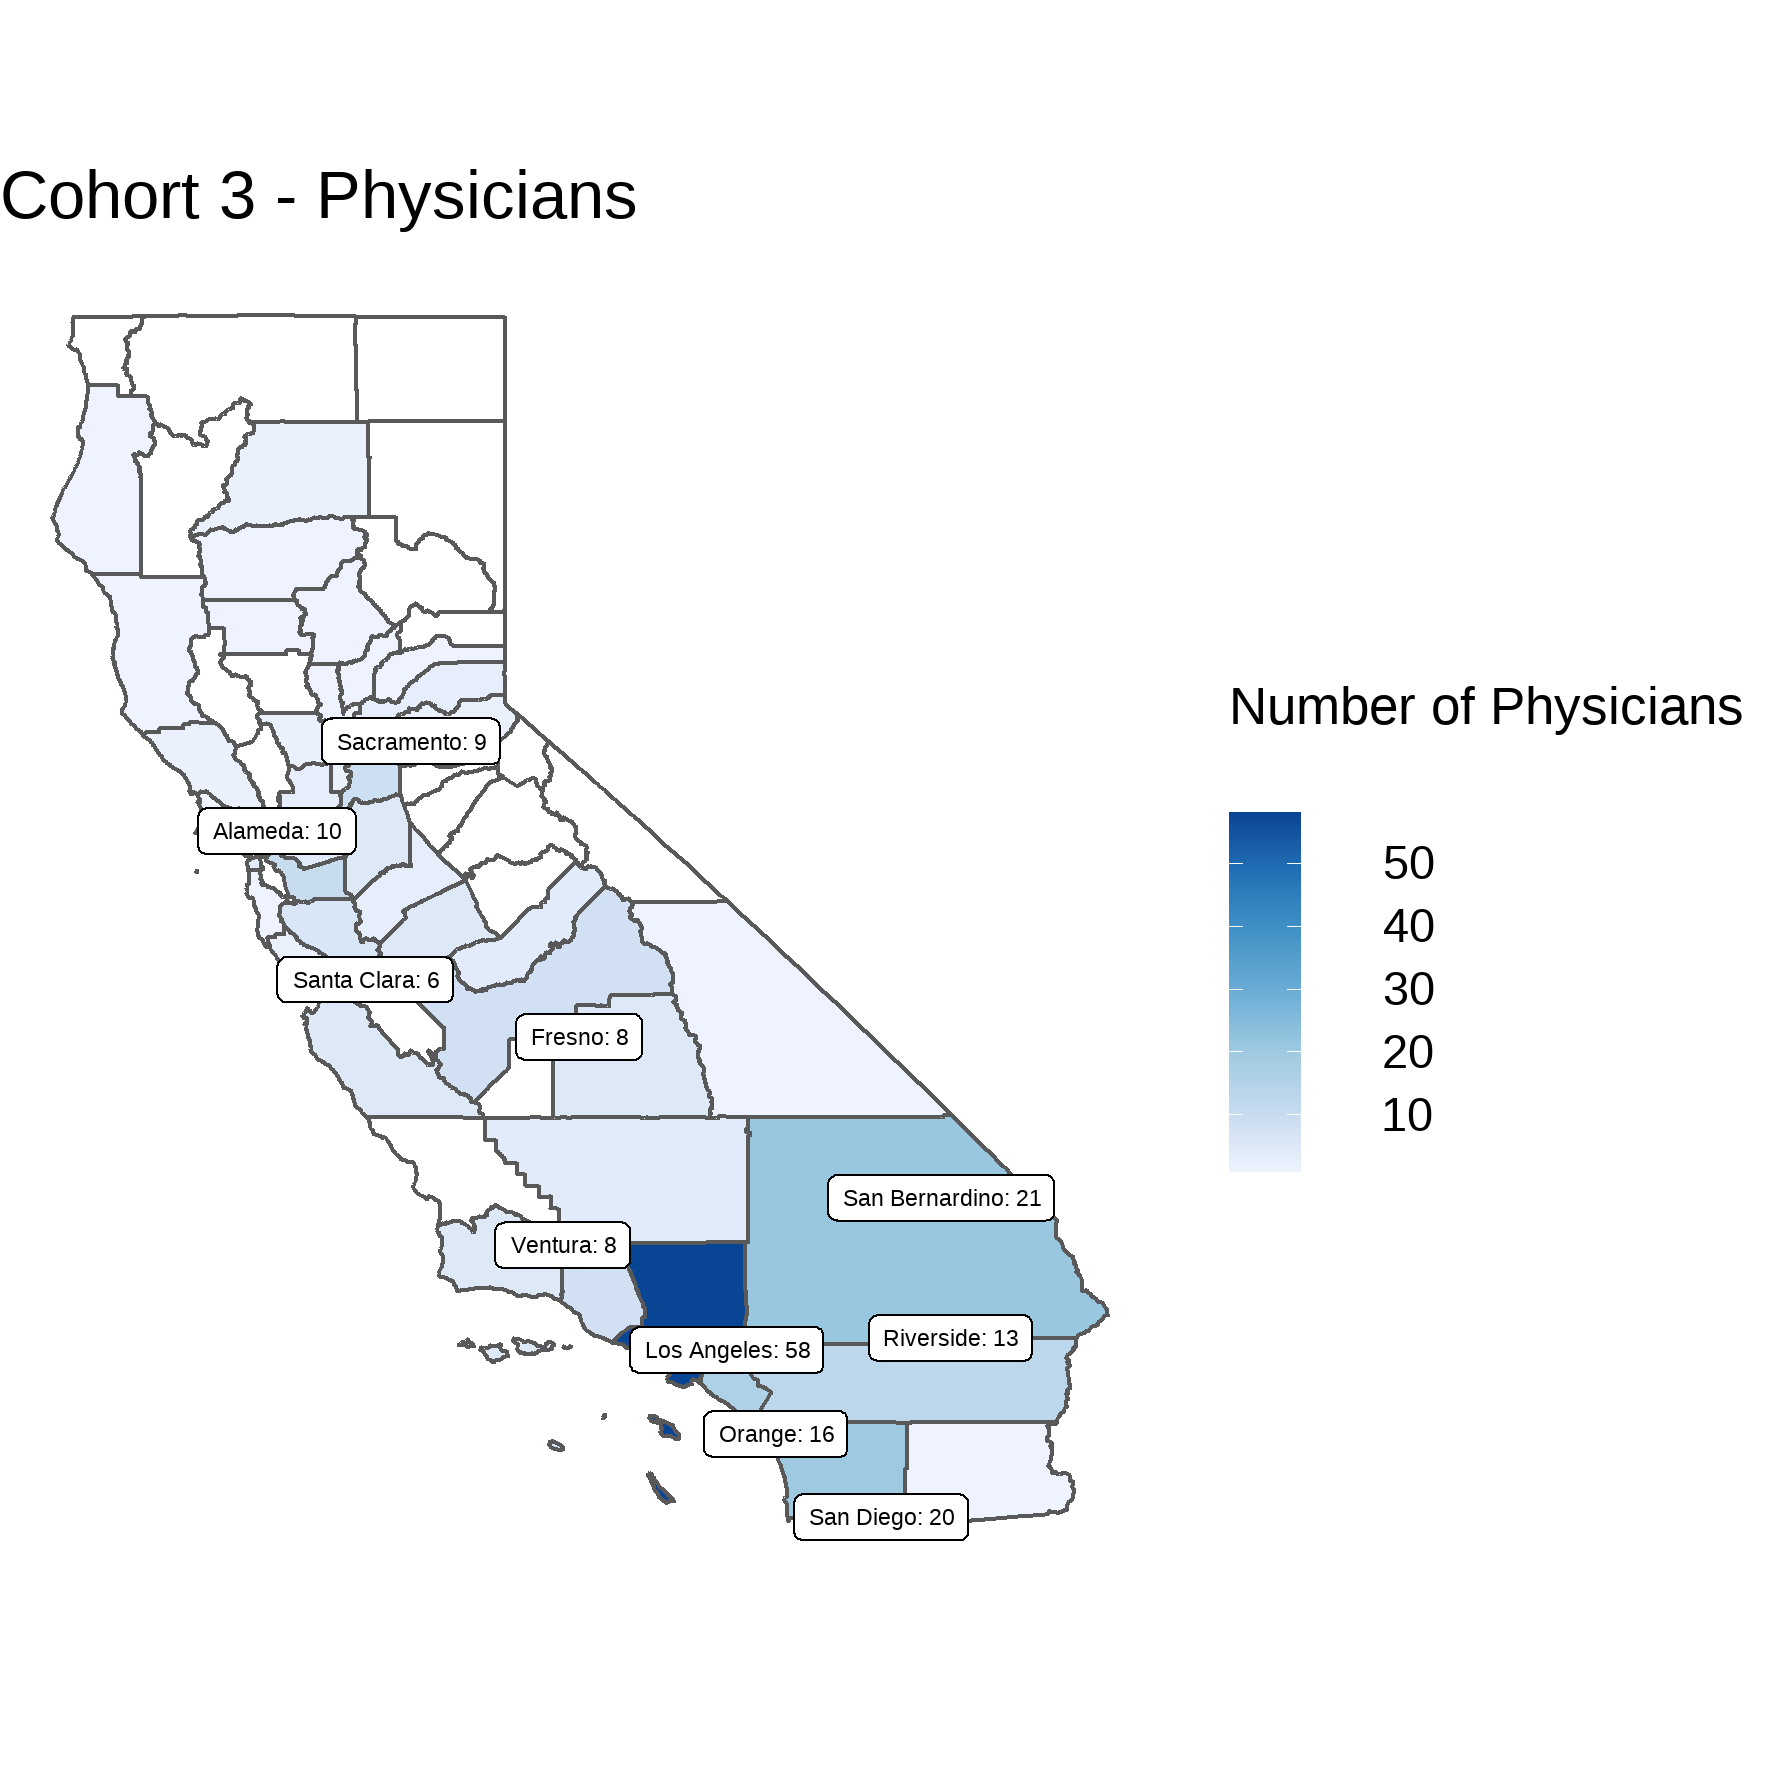 Cohort 3 - Physicians
Number of Physicians
Sacramento: 9
Alameda: 10
50
40
Santa Clara: 6
30
Fresno: 8
20
10
San Bernardino: 21
Ventura: 8
Riverside: 13
Los Angeles: 58
Orange: 16
San Diego: 20